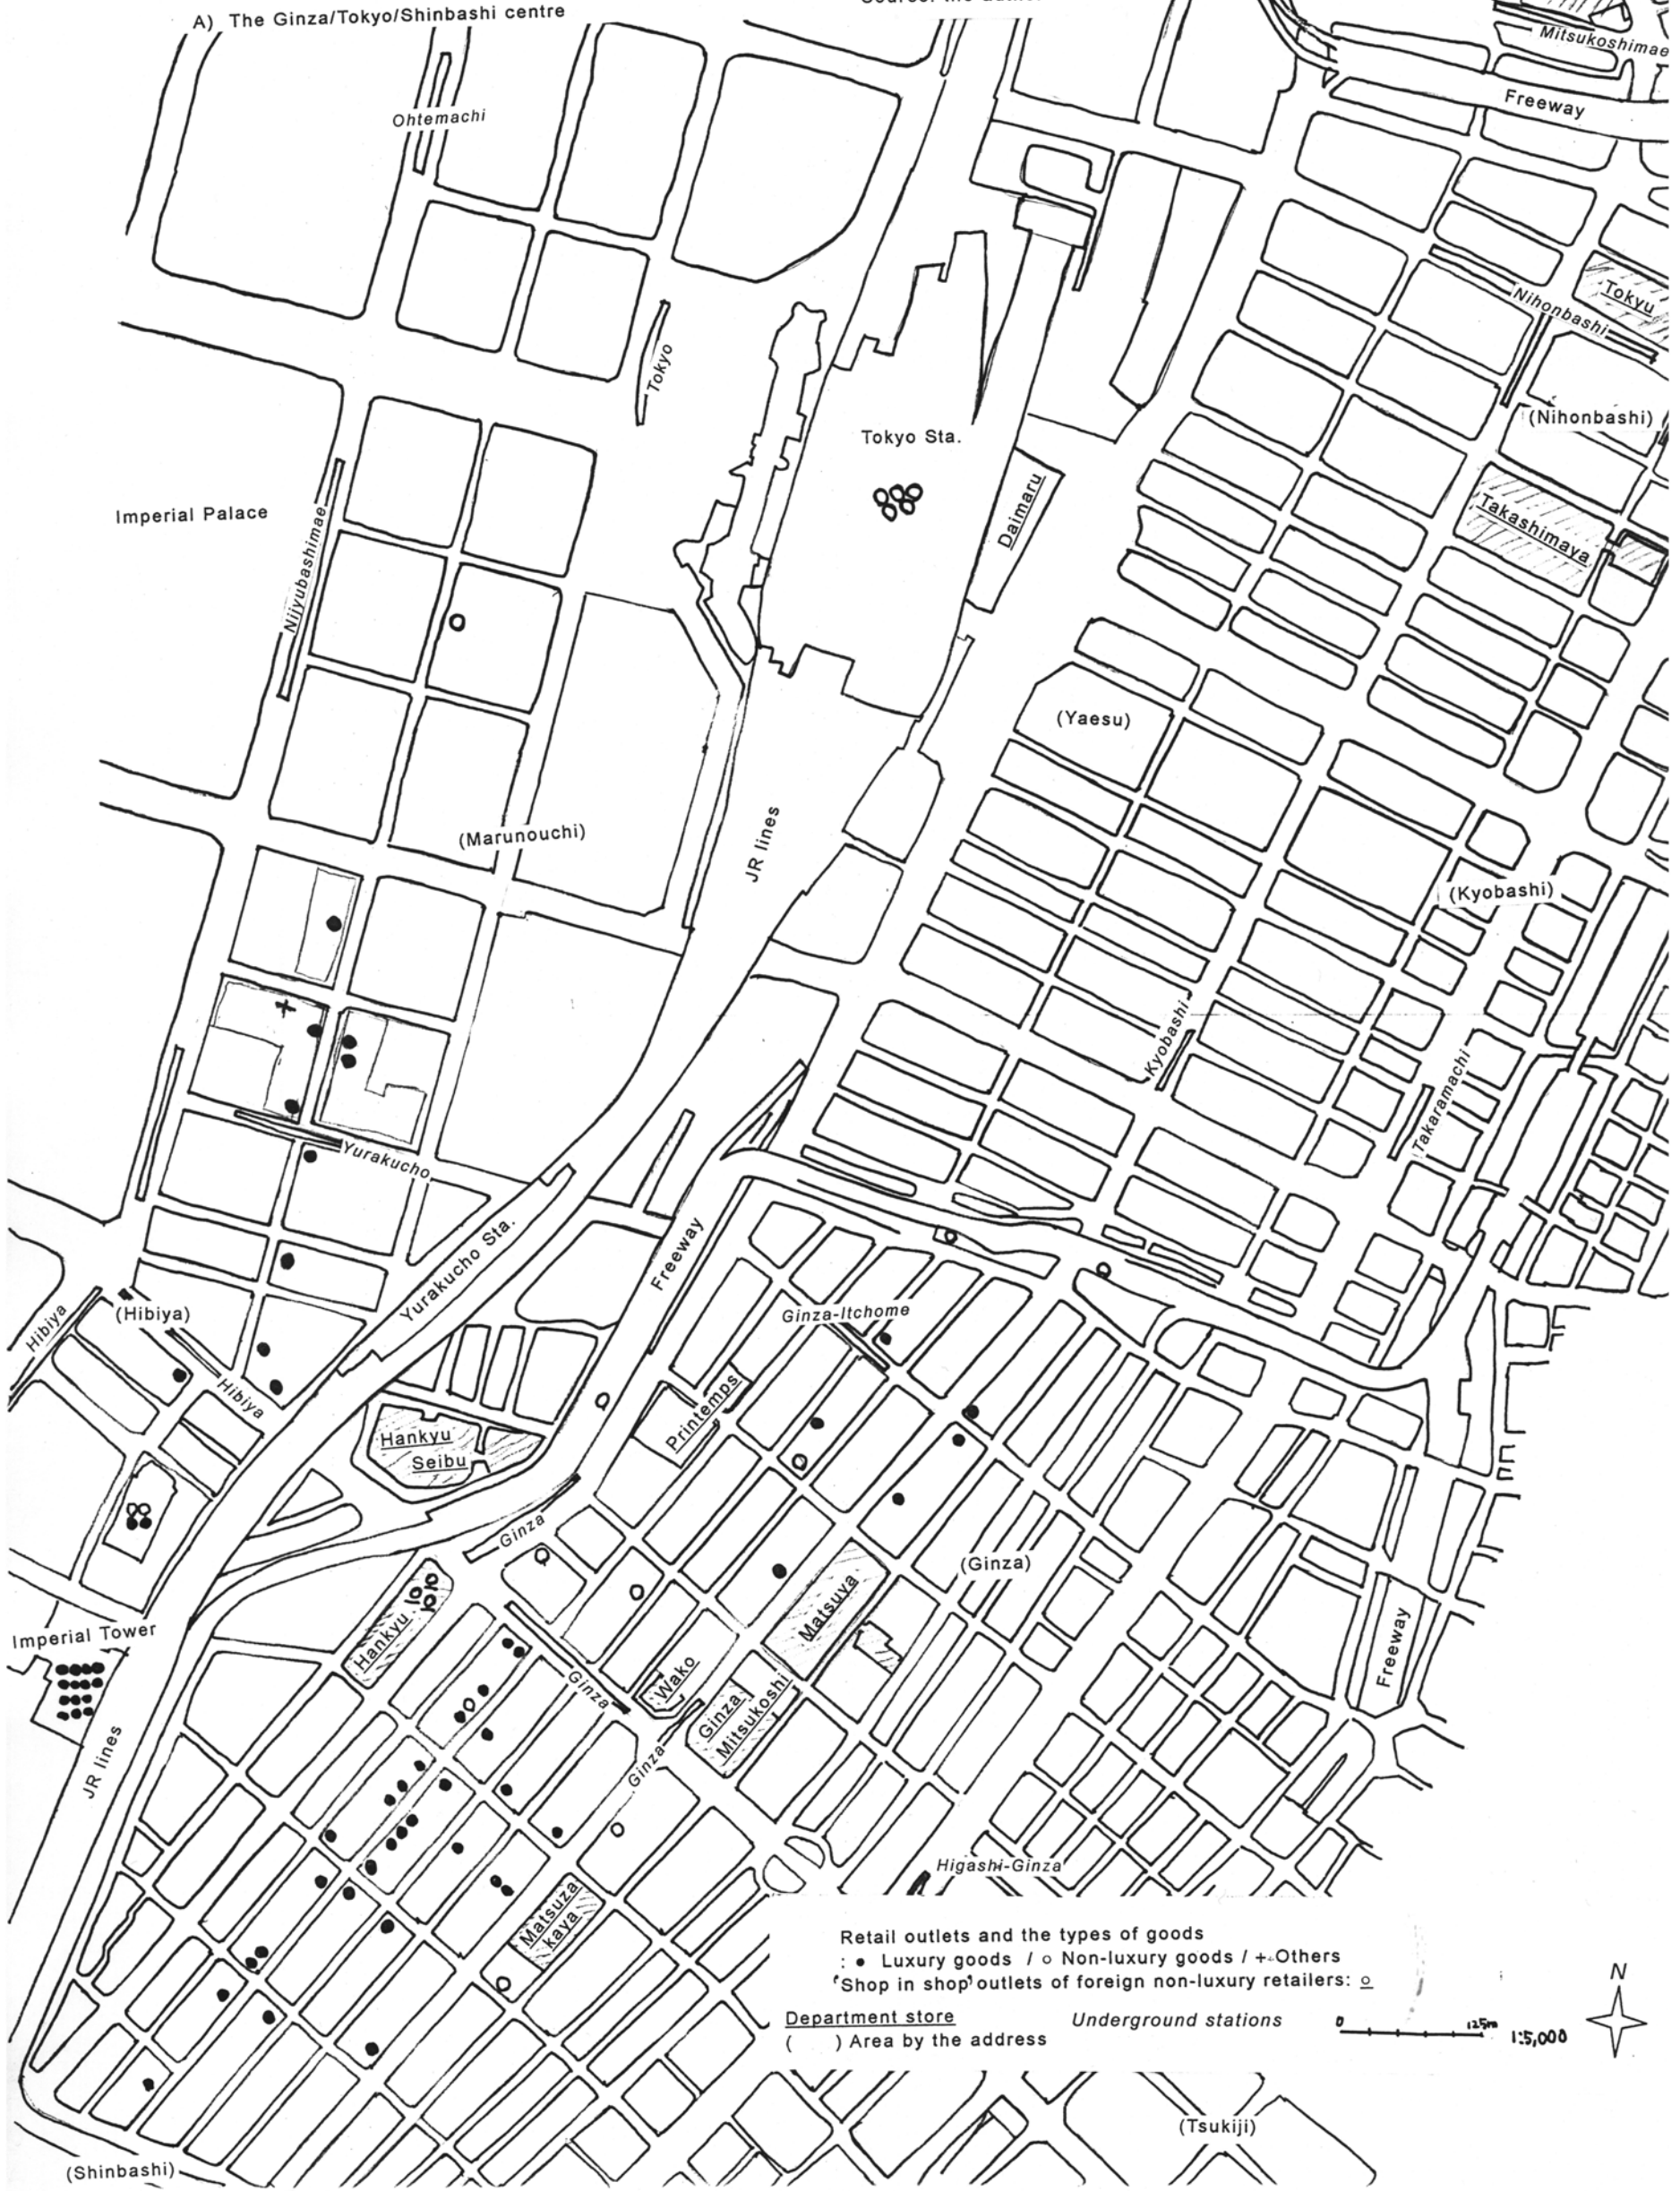 A) The Ginza/Tokyo/Shinbashi centre
Mitsukoshimae
Freeway
Ohtemachi
Tokyu
Nihonbashi
Tokyo
(Nihonbashi)
Tokyo Sta.
Imperial Palace
Daimaru
Takashimaya
Nijyubashimae
(Yaesu)
(Marunouchi)
JR lines
(Kyobashi)
Kyobashi
Takaramachi
Yurakucho
Yurakucho Sta.
Freeway
Hibiya
(Hibiya)
Hibiya
Ginza-Itchome
Printemps
Hankyu
Seibu
Ginza
(Ginza)
Matsuya
Hankyu
Imperial Tower
Freeway
Ginza
Wako
Ginza
Mitsukoshi
Ginza
JR lines
Higashi-Ginza
Matsuza
kaya
Retail outlets and the types of goods
: ● Luxury goods / ○ Non-luxury goods / + Others
'Shop in shop' outlets of foreign non-luxury retailers: o
Department store
Underground stations
( ) Area by the address
0 125m 1:5,000
N
(Tsukiji)
(Shinbashi)